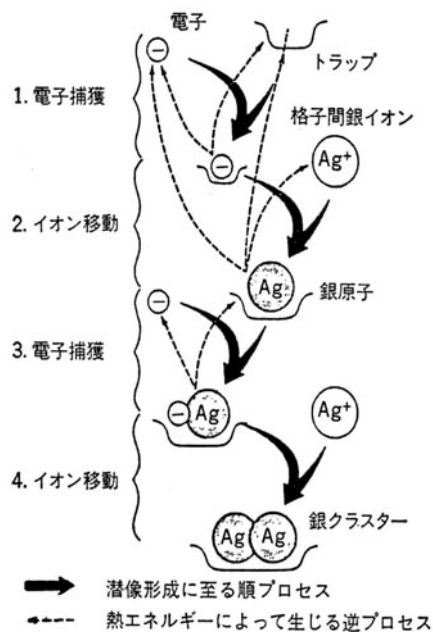 電子
−
トラップ
1. 電子捕獲
格子間銀イオン
−
Ag⁺
2. イオン移動
Ag
−
銀原子
3. 電子捕獲
−
Ag
Ag⁺
4. イオン移動
銀クラスター
Ag
Ag
潜像形成に至る順プロセス
熱エネルギーによって生じる逆プロセス